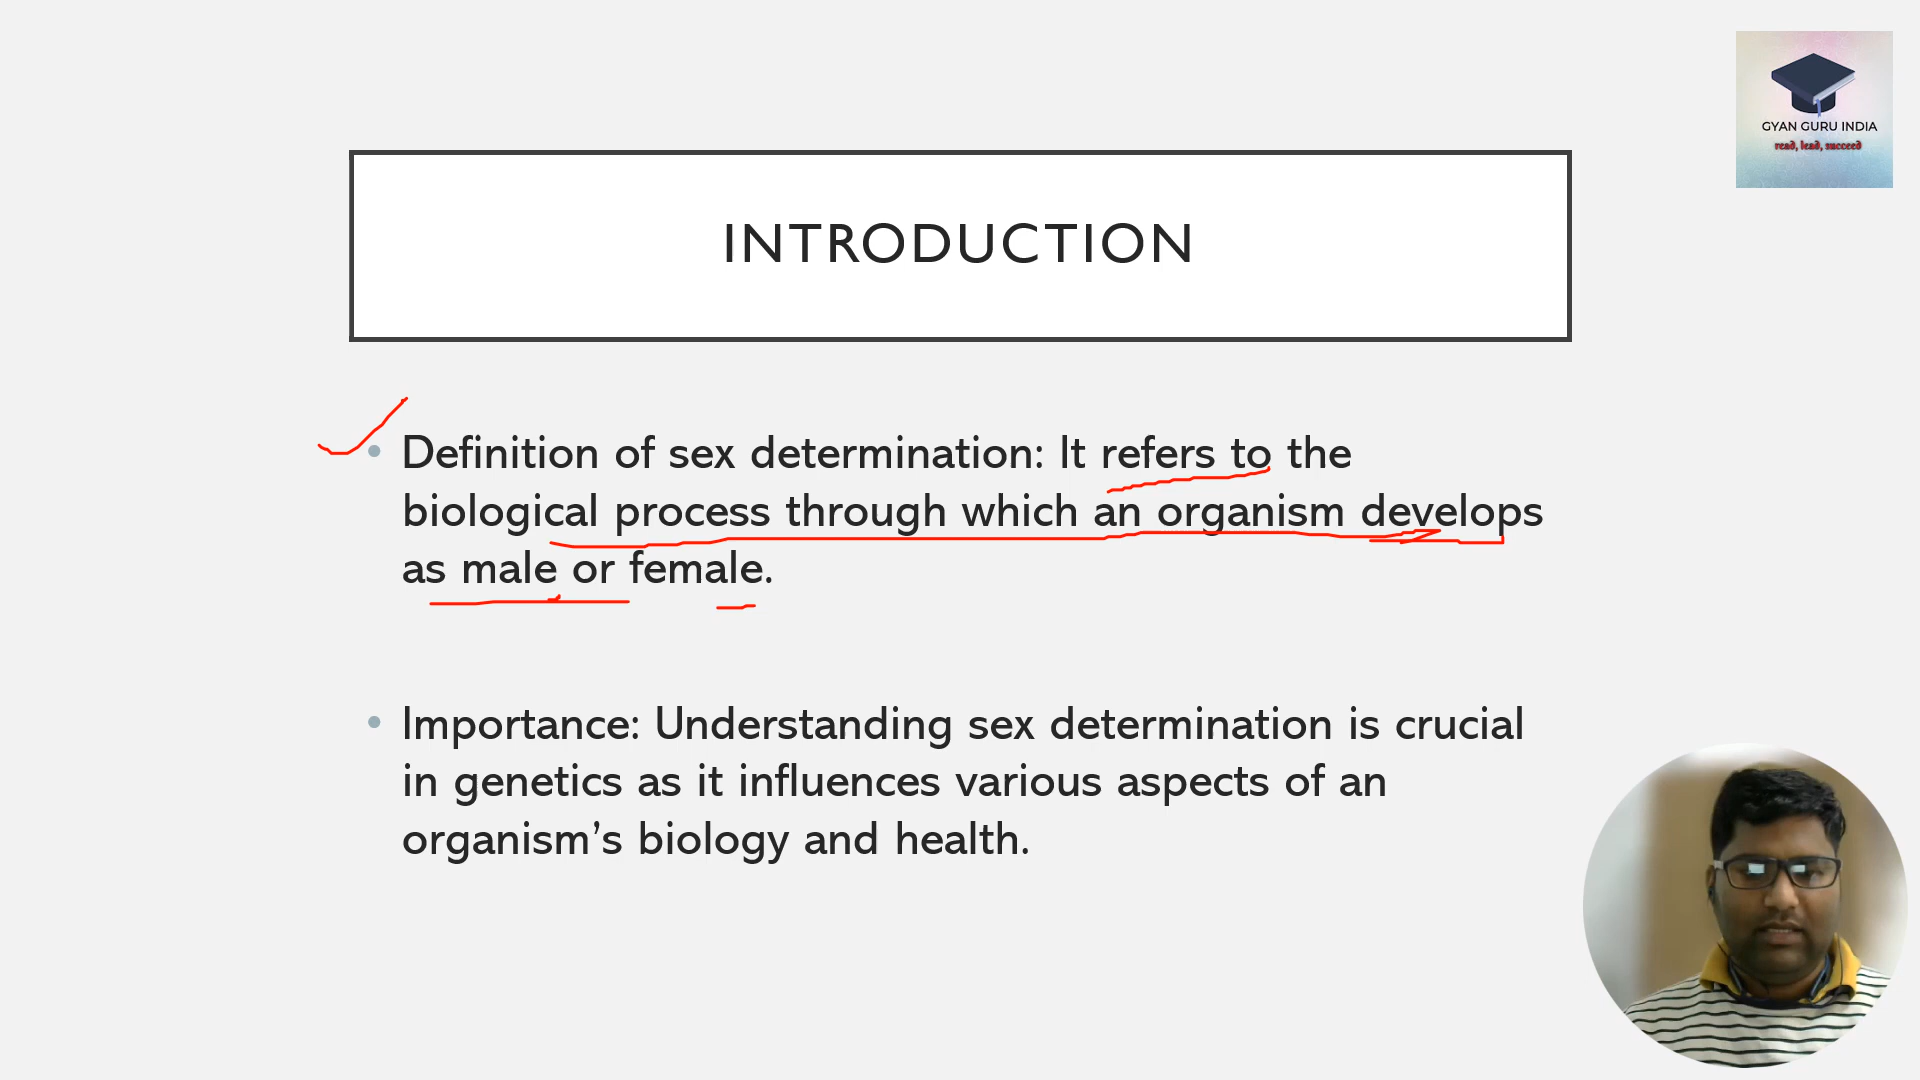 GYAN GURU INDIA
read, lead, succeed
INTRODUCTION
• Definition of sex determination: It refers to the
biological process through which an organism develops
as male or female.
• Importance: Understanding sex determination is crucial
in genetics as it influences various aspects of an
organism’s biology and health.